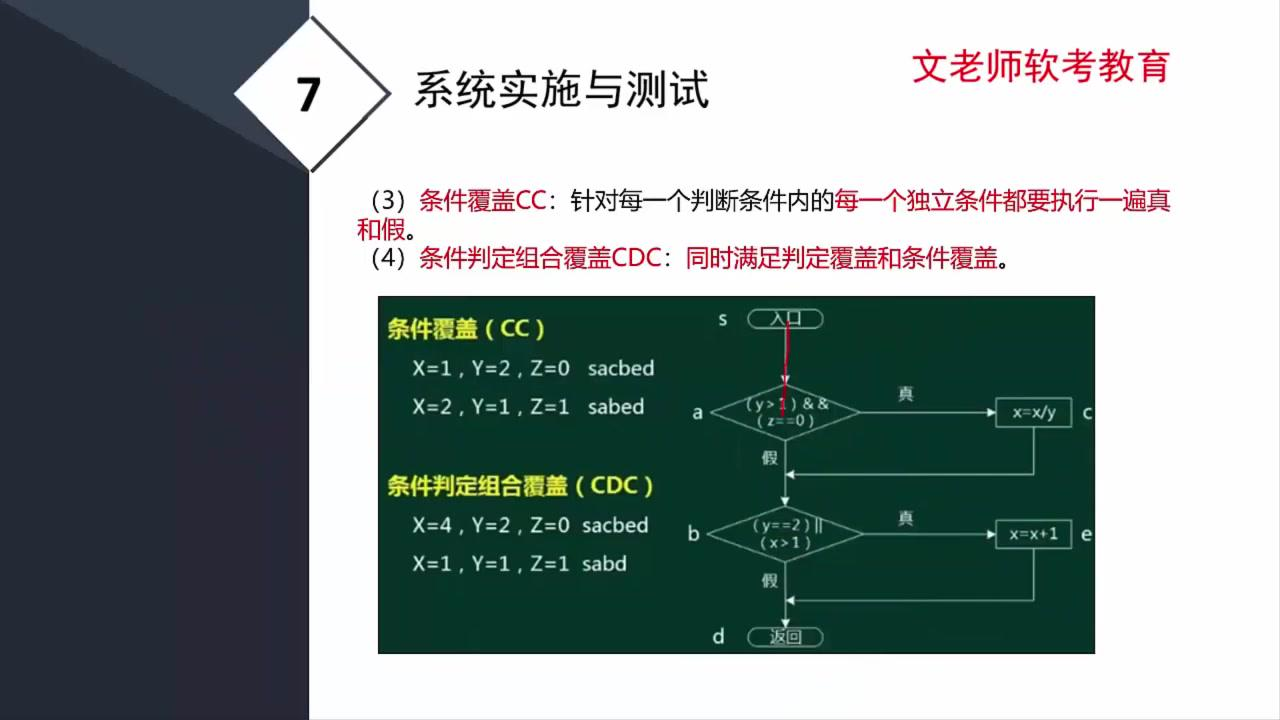 7
系统实施与测试
文老师软考教育
（3）条件覆盖CC：针对每一个判断条件内的每一个独立条件都要执行一遍真
和假。
（4）条件判定组合覆盖CDC：同时满足判定覆盖和条件覆盖。
条件覆盖（CC）
X=1，Y=2，Z=0 sacbed
X=2，Y=1，Z=1 sabed
条件判定组合覆盖（CDC）
X=4，Y=2，Z=0 sacbed
X=1，Y=1，Z=1 sabd
s
入口
a
(y>1)&&
(z==0)
真
x=x/y
c
假
b
(y==2)||
(x>1)
真
x=x+1
e
假
d
返回